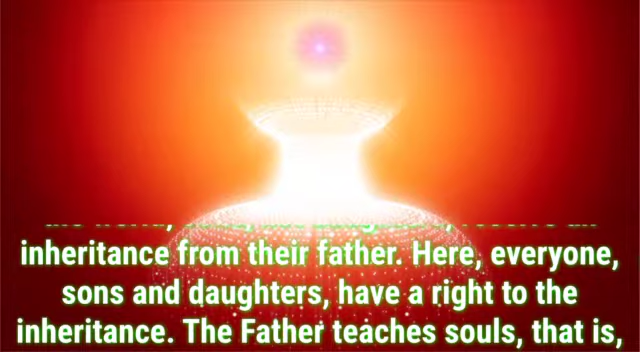 inheritance from their father. Here, everyone,
sons and daughters, have a right to the
inheritance. The Father teaches souls, that is,